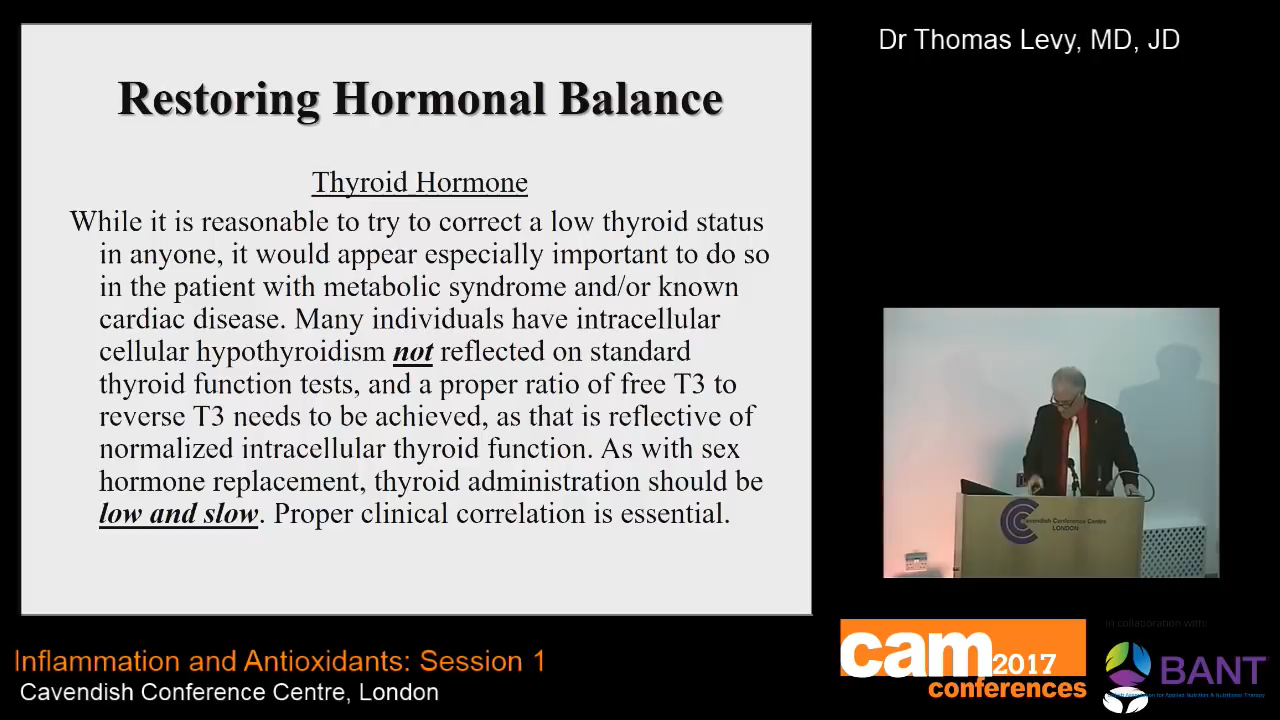 Dr Thomas Levy, MD, JD
Restoring Hormonal Balance
Thyroid Hormone
While it is reasonable to try to correct a low thyroid status
in anyone, it would appear especially important to do so
in the patient with metabolic syndrome and/or known
cardiac disease. Many individuals have intracellular
cellular hypothyroidism not reflected on standard
thyroid function tests, and a proper ratio of free T3 to
reverse T3 needs to be achieved, as that is reflective of
normalized intracellular thyroid function. As with sex
hormone replacement, thyroid administration should be
low and slow. Proper clinical correlation is essential.
Cavendish Conference Centre
LONDON
Inflammation and Antioxidants: Session 1
Cavendish Conference Centre, London
cam 2017
conferences
In collaboration with:
BANT
Association for Applied Nutrition & Nutritional Therapy